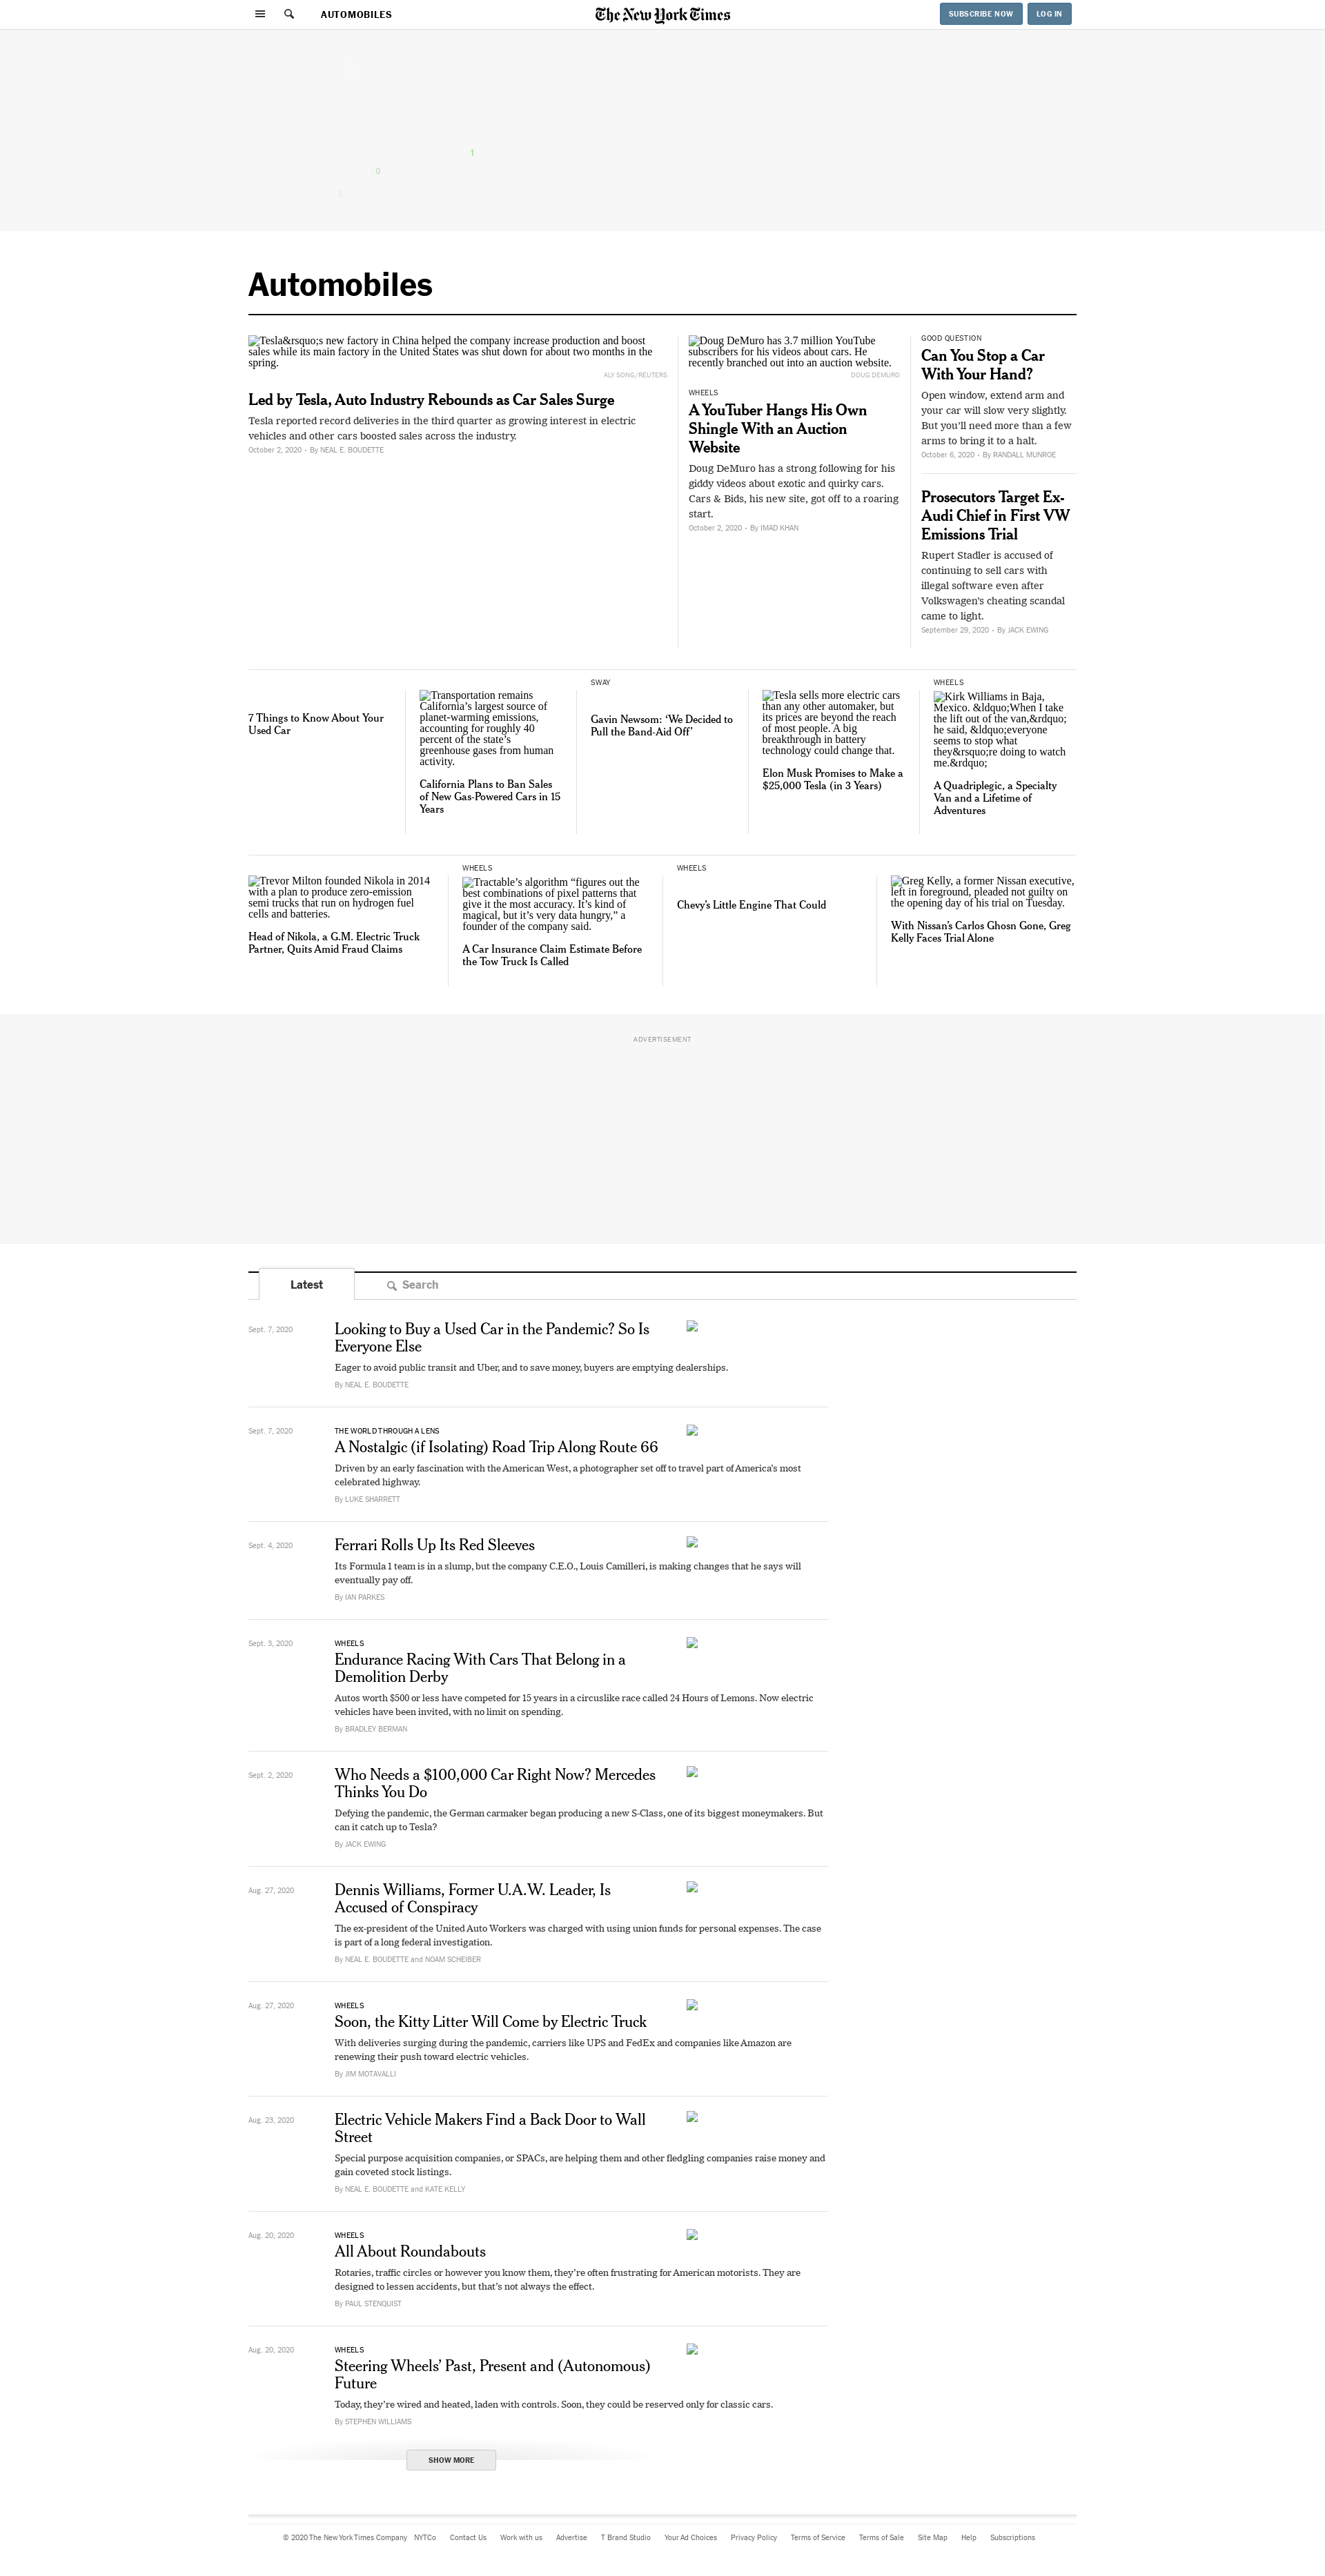 AUTOMOBILES
The New York Times
SUBSCRIBE NOW
LOG IN
1
0
0
Automobiles
Tesla&rsquo;s new factory in China helped the company increase production and boost
sales while its main factory in the United States was shut down for about two months in the
spring.
ALY SONG/REUTERS
Led by Tesla, Auto Industry Rebounds as Car Sales Surge
Tesla reported record deliveries in the third quarter as growing interest in electric
vehicles and other cars boosted sales across the industry.
October 2, 2020 - By NEAL E. BOUDETTE
Doug DeMuro has 3.7 million YouTube
subscribers for his videos about cars. He
recently branched out into an auction website.
DOUG DEMURO
WHEELS
A YouTuber Hangs His Own
Shingle With an Auction
Website
Doug DeMuro has a strong following for his
giddy videos about exotic and quirky cars.
Cars & Bids, his new site, got off to a roaring
start.
October 2, 2020 - By IMAD KHAN
GOOD QUESTION
Can You Stop a Car
With Your Hand?
Open window, extend arm and
your car will slow very slightly.
But you’ll need more than a few
arms to bring it to a halt.
October 6, 2020 - By RANDALL MUNROE
Prosecutors Target Ex-
Audi Chief in First VW
Emissions Trial
Rupert Stadler is accused of
continuing to sell cars with
illegal software even after
Volkswagen’s cheating scandal
came to light.
September 29, 2020 - By JACK EWING
7 Things to Know About Your
Used Car
Transportation remains
California’s largest source of
planet-warming emissions,
accounting for roughly 40
percent of the state’s
greenhouse gases from human
activity.
California Plans to Ban Sales
of New Gas-Powered Cars in 15
Years
SWAY
Gavin Newsom: ‘We Decided to
Pull the Band-Aid Off’
Tesla sells more electric cars
than any other automaker, but
its prices are beyond the reach
of most people. A big
breakthrough in battery
technology could change that.
Elon Musk Promises to Make a
$25,000 Tesla (in 3 Years)
WHEELS
Kirk Williams in Baja,
Mexico. &ldquo;When I take
the lift out of the van,&rdquo;
he said, &ldquo;everyone
seems to stop what
they&rsquo;re doing to watch
me.&rdquo;
A Quadriplegic, a Specialty
Van and a Lifetime of
Adventures
Trevor Milton founded Nikola in 2014
with a plan to produce zero-emission
semi trucks that run on hydrogen fuel
cells and batteries.
Head of Nikola, a G.M. Electric Truck
Partner, Quits Amid Fraud Claims
WHEELS
Tractable’s algorithm “figures out the
best combinations of pixel patterns that
give it the most accuracy. It’s kind of
magical, but it’s very data hungry,” a
founder of the company said.
A Car Insurance Claim Estimate Before
the Tow Truck Is Called
WHEELS
Chevy’s Little Engine That Could
Greg Kelly, a former Nissan executive,
left in foreground, pleaded not guilty on
the opening day of his trial on Tuesday.
With Nissan’s Carlos Ghosn Gone, Greg
Kelly Faces Trial Alone
ADVERTISEMENT
Latest
Search
Sept. 7, 2020
Looking to Buy a Used Car in the Pandemic? So Is
Everyone Else
Eager to avoid public transit and Uber, and to save money, buyers are emptying dealerships.
By NEAL E. BOUDETTE
Sept. 7, 2020
THE WORLD THROUGH A LENS
A Nostalgic (if Isolating) Road Trip Along Route 66
Driven by an early fascination with the American West, a photographer set off to travel part of America’s most
celebrated highway.
By LUKE SHARRETT
Sept. 4, 2020
Ferrari Rolls Up Its Red Sleeves
Its Formula 1 team is in a slump, but the company C.E.O., Louis Camilleri, is making changes that he says will
eventually pay off.
By IAN PARKES
Sept. 3, 2020
WHEELS
Endurance Racing With Cars That Belong in a
Demolition Derby
Autos worth $500 or less have competed for 15 years in a circuslike race called 24 Hours of Lemons. Now electric
vehicles have been invited, with no limit on spending.
By BRADLEY BERMAN
Sept. 2, 2020
Who Needs a $100,000 Car Right Now? Mercedes
Thinks You Do
Defying the pandemic, the German carmaker began producing a new S-Class, one of its biggest moneymakers. But
can it catch up to Tesla?
By JACK EWING
Aug. 27, 2020
Dennis Williams, Former U.A.W. Leader, Is
Accused of Conspiracy
The ex-president of the United Auto Workers was charged with using union funds for personal expenses. The case
is part of a long federal investigation.
By NEAL E. BOUDETTE and NOAM SCHEIBER
Aug. 27, 2020
WHEELS
Soon, the Kitty Litter Will Come by Electric Truck
With deliveries surging during the pandemic, carriers like UPS and FedEx and companies like Amazon are
renewing their push toward electric vehicles.
By JIM MOTAVALLI
Aug. 23, 2020
Electric Vehicle Makers Find a Back Door to Wall
Street
Special purpose acquisition companies, or SPACs, are helping them and other fledgling companies raise money and
gain coveted stock listings.
By NEAL E. BOUDETTE and KATE KELLY
Aug. 20, 2020
WHEELS
All About Roundabouts
Rotaries, traffic circles or however you know them, they’re often frustrating for American motorists. They are
designed to lessen accidents, but that’s not always the effect.
By PAUL STENQUIST
Aug. 20, 2020
WHEELS
Steering Wheels’ Past, Present and (Autonomous)
Future
Today, they’re wired and heated, laden with controls. Soon, they could be reserved only for classic cars.
By STEPHEN WILLIAMS
SHOW MORE
© 2020 The New York Times Company NYTCo Contact Us Work with us Advertise T Brand Studio Your Ad Choices Privacy Policy Terms of Service Terms of Sale Site Map Help Subscriptions